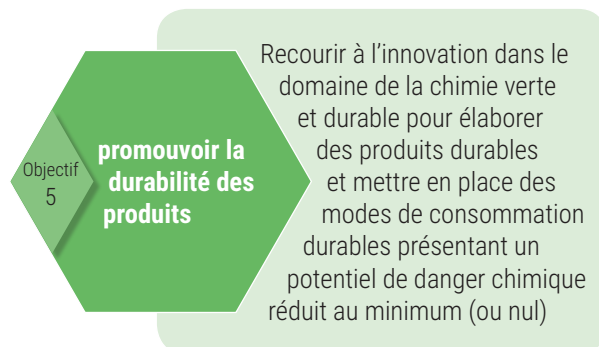 Objectif
5
promouvoir la
durabilité des
produits
Recourir à l’innovation dans le
domaine de la chimie verte
et durable pour élaborer
des produits durables
et mettre en place des
modes de consommation
durables présentant un
potentiel de danger chimique
réduit au minimum (ou nul)